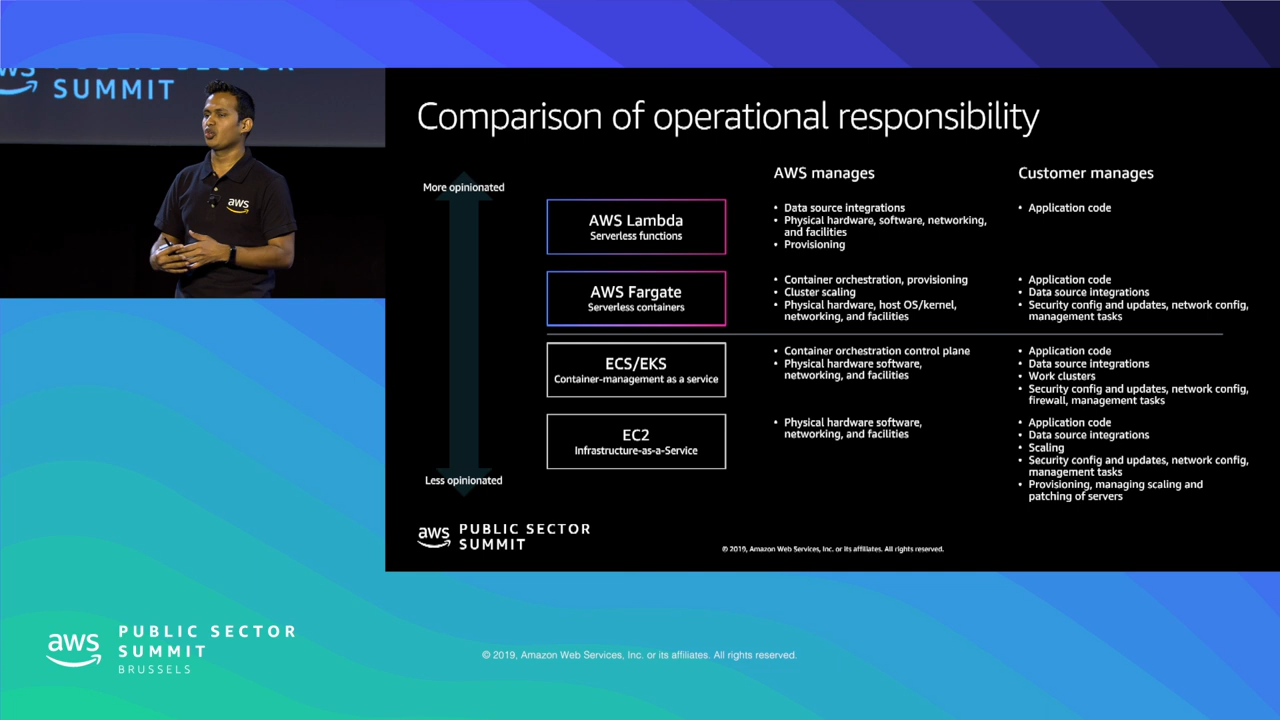 PUBLIC SECTOR
SUMMIT
aws
Comparison of operational responsibility
More opinionated
Less opinionated
AWS manages
Customer manages
AWS Lambda
Serverless functions
• Data source integrations
• Physical hardware, software, networking,
and facilities
• Provisioning
• Application code
AWS Fargate
Serverless containers
• Container orchestration, provisioning
• Cluster scaling
• Physical hardware, host OS/kernel,
networking, and facilities
• Application code
• Data source integrations
• Security config and updates, network config,
management tasks
ECS/EKS
Container-management as a service
• Container orchestration control plane
• Physical hardware software,
networking, and facilities
• Application code
• Data source integrations
• Work clusters
• Security config and updates, network config,
firewall, management tasks
EC2
Infrastructure-as-a-Service
• Physical hardware software,
networking, and facilities
• Application code
• Data source integrations
• Scaling
• Security config and updates, network config,
management tasks
• Provisioning, managing scaling and
patching of servers
aws PUBLIC SECTOR
SUMMIT
© 2019, Amazon Web Services, Inc. or its affiliates. All rights reserved.
aws PUBLIC SECTOR
SUMMIT
BRUSSELS
© 2019, Amazon Web Services, Inc. or its affiliates. All rights reserved.